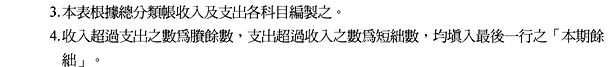 3.本表根據總分類帳收入及支出各科目編製之。
4.收入超過支出之數為賸餘數，支出超過收入之數為短絀數，均填入最後一行之「本期餘
絀」。